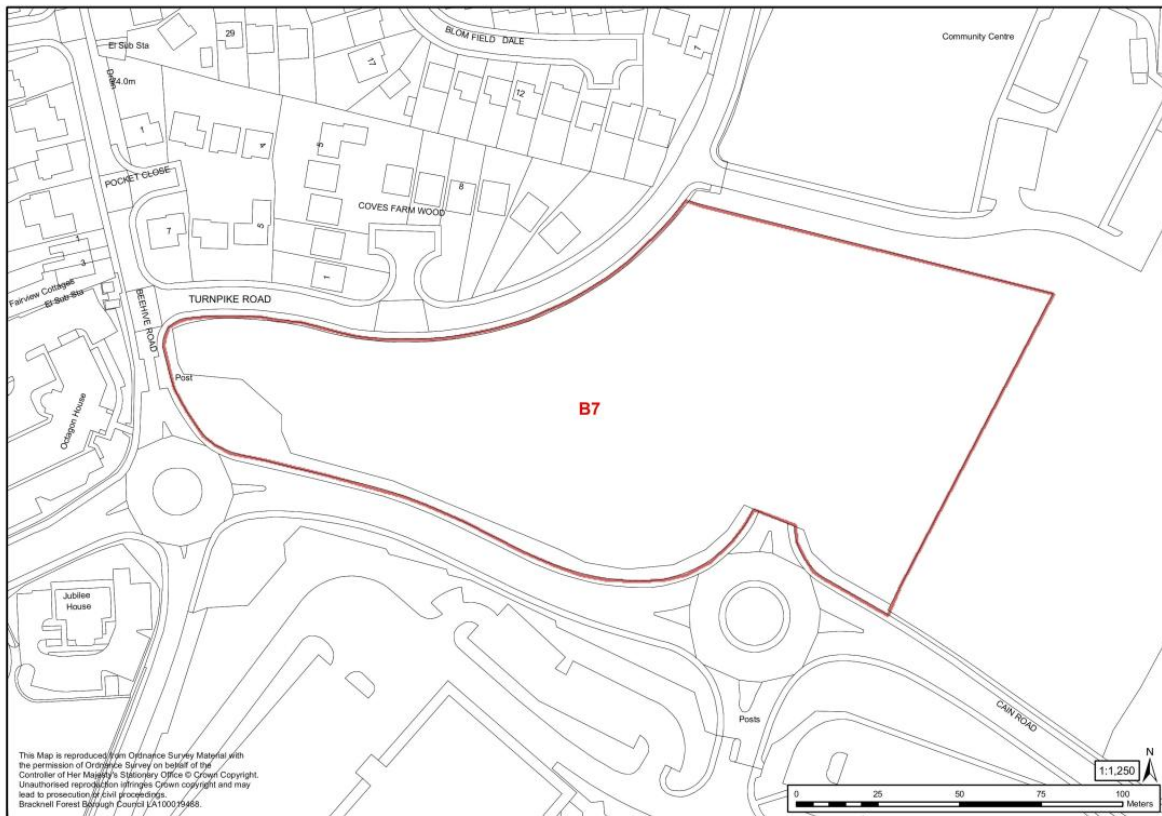 El Sub Sta
29
Drain
74.0m
17
BLOM FIELD DALE
7
12
Community Centre
1
4
5
POCKET CLOSE
8
COVES FARM WOOD
7
5
1
1
3
Fairview Cottages
El Sub Sta
BEEHIVE ROAD
TURNPIKE ROAD
Post
B7
Octagon House
Jubilee
House
Posts
CAIN ROAD
This Map is reproduced from Ordnance Survey Material with
the permission of Ordnance Survey on behalf of the
Controller of Her Majesty's Stationery Office © Crown Copyright.
Unauthorised reproduction infringes Crown copyright and may
lead to prosecution or civil proceedings.
Bracknell Forest Borough Council LA100019488.
1:1,250
N
0 25 50 75 100
Meters